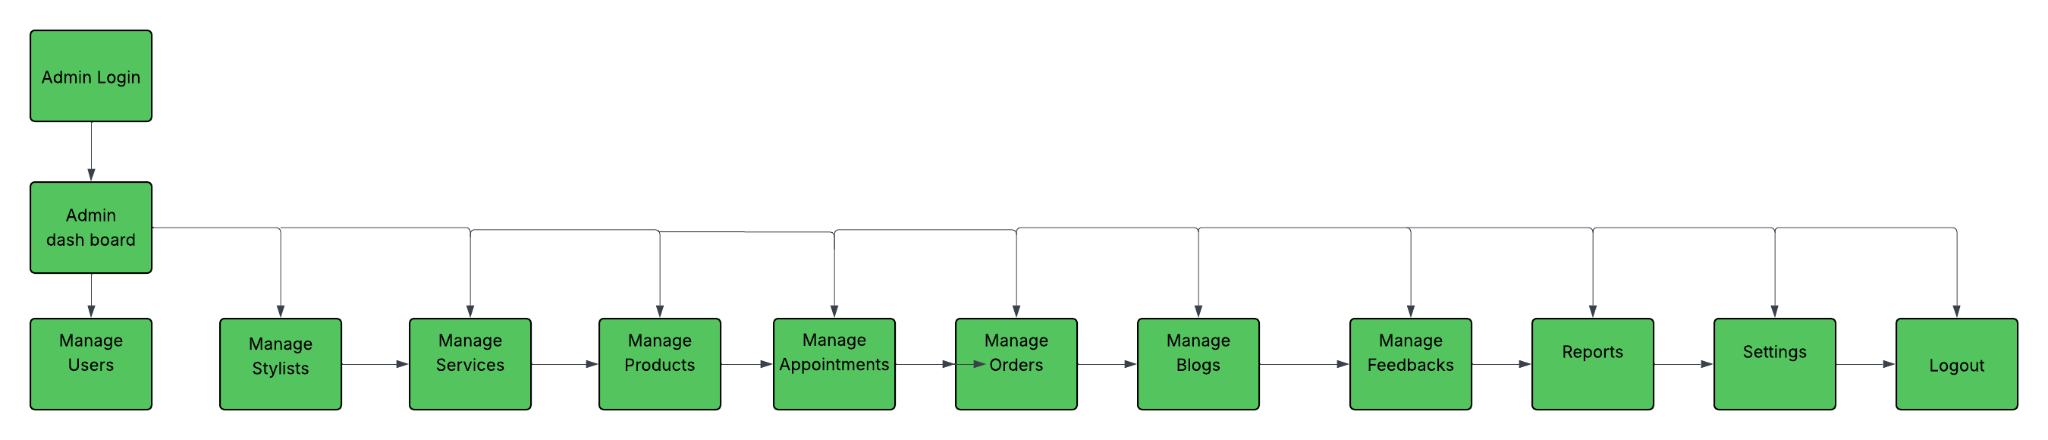 Admin Login
Admin
dash board
Manage
Users
Manage
Stylists
Manage
Services
Manage
Products
Manage
Appointments
Manage
Orders
Manage
Blogs
Manage
Feedbacks
Reports
Settings
Logout